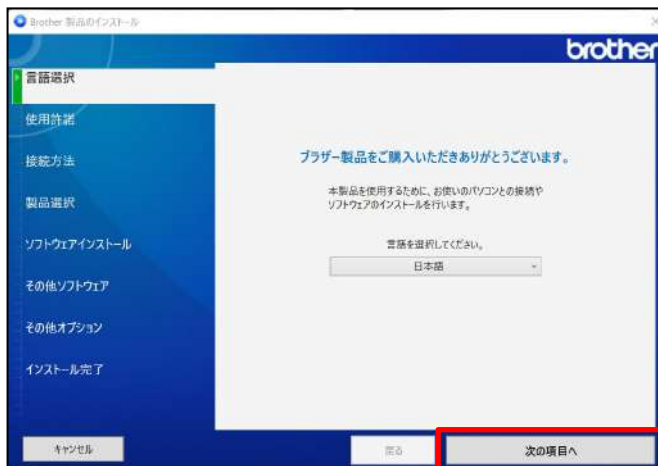 Brother 製品のインストール
brother
言語選択
使用許諾
接続方法
製品選択
ソフトウェアインストール
その他ソフトウェア
その他オプション
インストール完了
ブラザー製品をご購入いただきありがとうございます。
本製品を使用するために、お使いのパソコンとの接続や
ソフトウェアのインストールを行います。
言語を選択してください。
日本語
キャンセル
戻る
次の項目へ